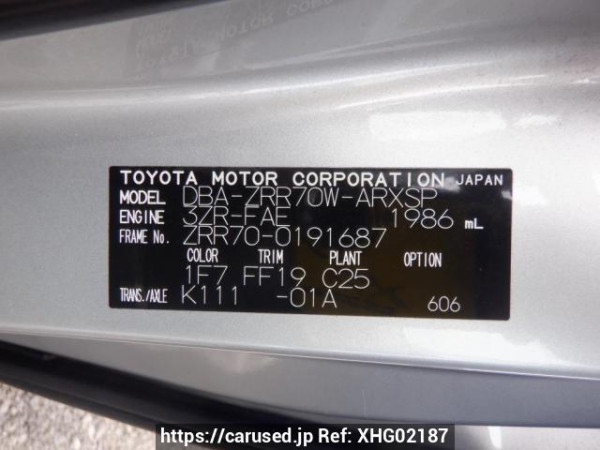 TOYOTA MOTOR CORPORATION JAPAN
MODEL DBA-ZRR70W-ARXSP
ENGINE 3ZR-FAE 1986 mL
FRAME No. ZRR70-0191687
COLOR TRIM PLANT OPTION
1F7 FF19 C25
TRANS./AXLE K111 -01A 606
https://carused.jp Ref: XHG02187